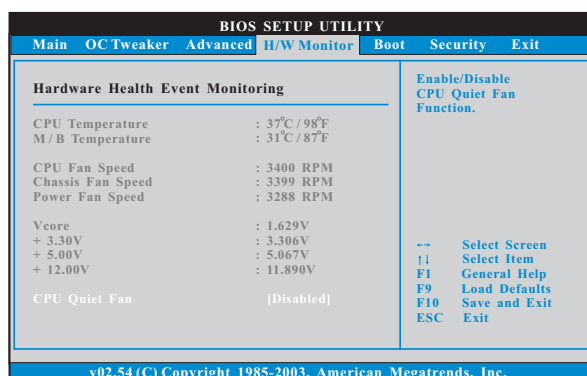 BIOS SETUP UTILITY
Main OC Tweaker Advanced H/W Monitor Boot Security Exit
Hardware Health Event Monitoring
CPU Temperature : 37°C / 98°F
M / B Temperature : 31°C / 87°F
CPU Fan Speed : 3400 RPM
Chassis Fan Speed : 3399 RPM
Power Fan Speed : 3288 RPM
Vcore : 1.629V
+ 3.30V : 3.306V
+ 5.00V : 5.067V
+ 12.00V : 11.890V
CPU Quiet Fan [Disabled]
Enable/Disable
CPU Quiet Fan
Function.
←→ Select Screen
↑↓ Select Item
F1 General Help
F9 Load Defaults
F10 Save and Exit
ESC Exit
v02.54 (C) Copyright 1985-2003, American Megatrends, Inc.